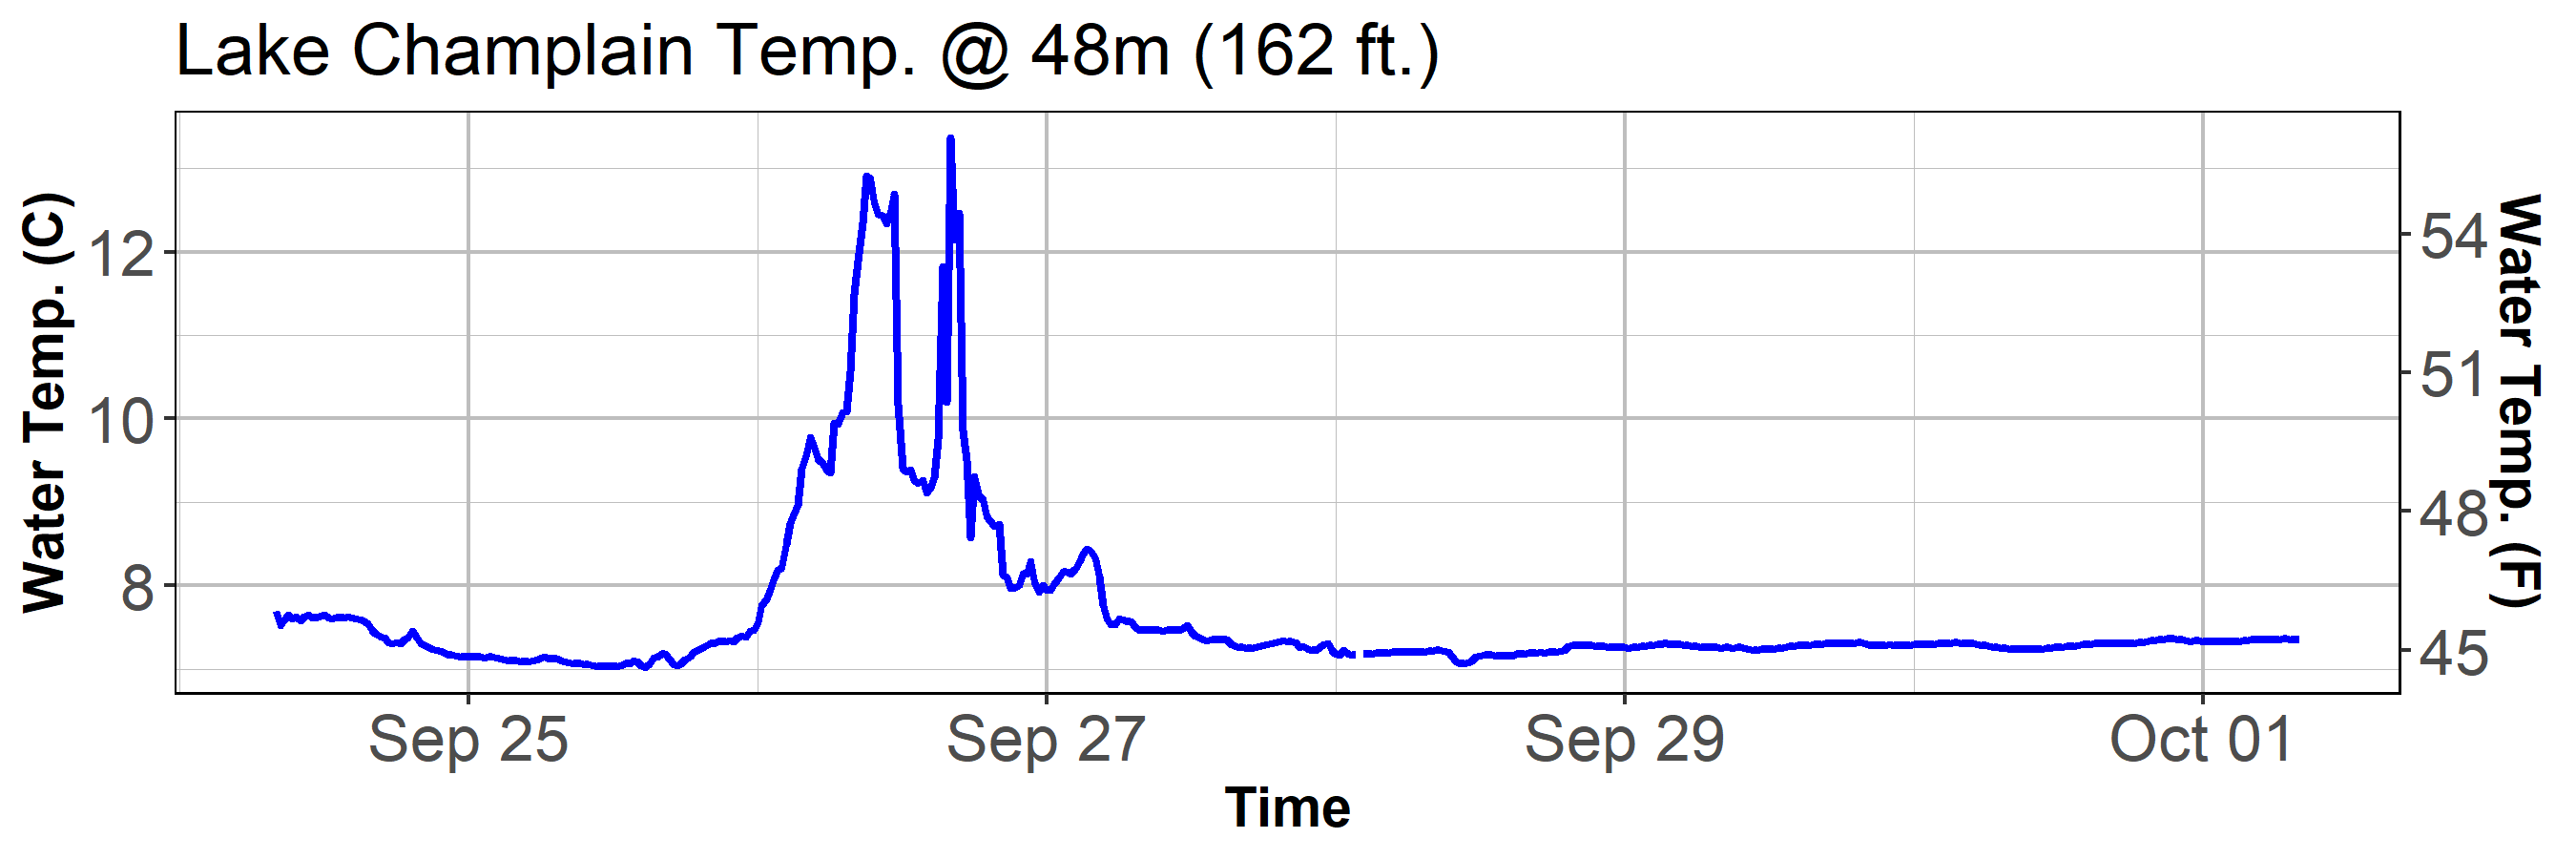 Lake Champlain Temp. @ 48m (162 ft.)
Water Temp. (C)
12
10
8
54
51
48
45
Water Temp. (F)
Sep 25 Sep 27 Sep 29 Oct 01
Time